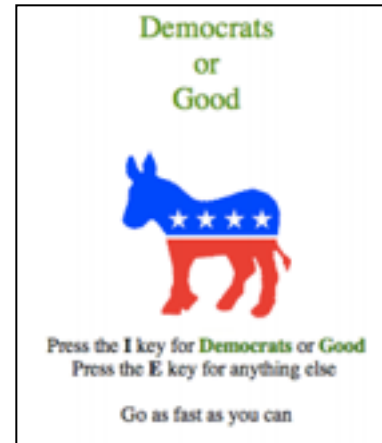 Democrats
or
Good
Press the I key for Democrats or Good
Press the E key for anything else
Go as fast as you can